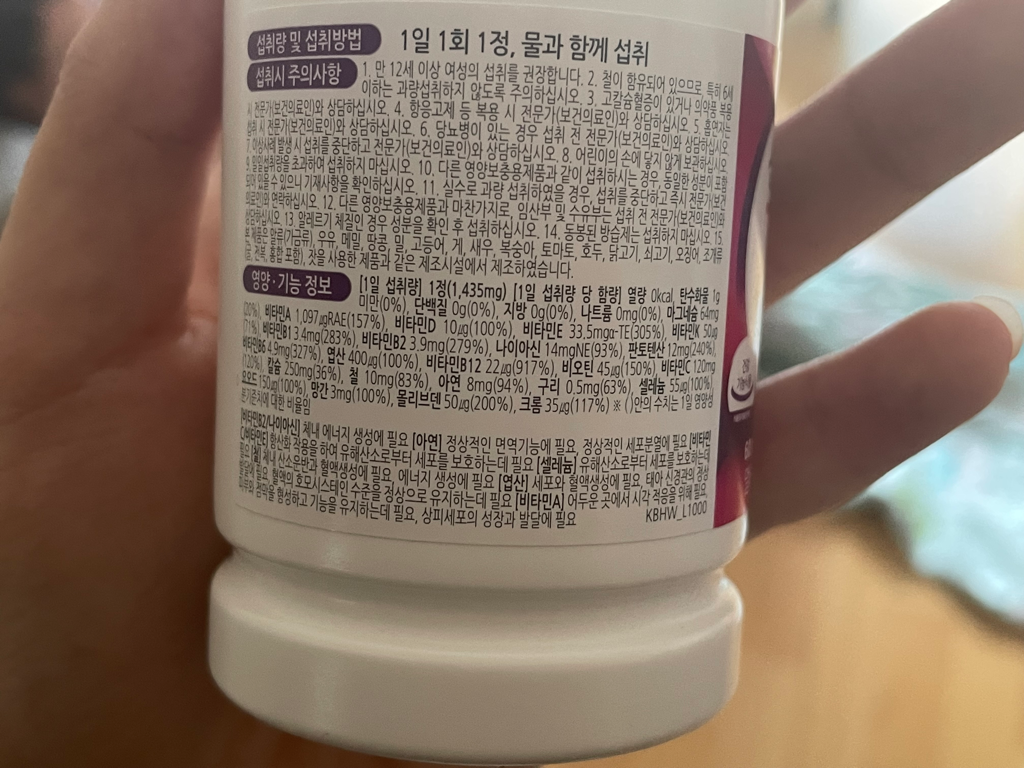 섭취량 및 섭취방법 1일 1회 1정, 물과 함께 섭취
섭취시 주의사항 1. 만 12세 이상 여성의 섭취를 권장합니다. 2. 철이 함유되어 있으므로, 특히 6세
이하는 과량섭취하지 않도록 주의하십시오. 3. 고칼슘혈증이 있거나 의약품 복용
시 전문가(보건의료인)와 상담하십시오. 4. 항응고제 등 복용 시 전문가(보건의료인)와 상담하십시오. 5. 흡연자는
섭취 시 전문가(보건의료인)와 상담하십시오. 6. 당뇨병이 있는 경우 섭취 전 전문가(보건의료인)와 상담하십시오.
7. 이상사례 발생 시 섭취를 중단하고 전문가(보건의료인)와 상담하십시오. 8. 어린이의 손에 닿지 않게 보관하십시오.
9. 일일섭취량을 초과하여 섭취하지 마십시오. 10. 다른 영양보충용제품과 같이 섭취하시는 경우, 동일한 성분이 포함
되어 있을 수 있으니 기재사항을 확인하십시오. 11. 실수로 과량 섭취하였을 경우, 섭취를 중단하고 즉시 전문가(보건
의료인)와 연락하십시오. 12. 다른 영양보충용제품과 마찬가지로, 임산부 및 수유부는 섭취 전 전문가(보건의료인)와
상담하십시오. 13. 알레르기 체질인 경우 성분을 확인 후 섭취하십시오. 14. 동봉된 방습제는 섭취하지 마십시오. 15.
본 제품은 알류(가금류), 우유, 메밀, 땅콩, 밀, 고등어, 게, 새우, 복숭아, 토마토, 호두, 닭고기, 쇠고기, 오징어, 조개류
(굴, 전복, 홍합 포함), 잣을 사용한 제품과 같은 제조시설에서 제조하였습니다.
영양·기능 정보 [1일 섭취량] 1정(1,435mg) [1일 섭취량 당 함량] 열량 0kcal, 탄수화물 1g
미만(0%), 단백질 0g(0%), 지방 0g(0%), 나트륨 0mg(0%), 마그네슘 64mg
(20%), 비타민A 1,097㎍RAE(157%), 비타민D 10㎍(100%), 비타민E 33.5mgα-TE(305%), 비타민K 50㎍
(71%), 비타민B1 3.4mg(283%), 비타민B2 3.9mg(279%), 나이아신 14mgNE(93%), 판토텐산 12mg(240%),
비타민B6 4.9mg(327%), 엽산 400㎍(100%), 비타민B12 22㎍(917%), 비오틴 45㎍(150%), 비타민C 120mg
(120%), 칼슘 250mg(36%), 철 10mg(83%), 아연 8mg(94%), 구리 0.5mg(63%), 셀레늄 55㎍(100%),
요오드 150㎍(100%), 망간 3mg(100%), 몰리브덴 50㎍(200%), 크롬 35㎍(117%) ※ ( )안의 수치는 1일 영양성
분기준치에 대한 비율임
[비타민B2/나이아신] 체내 에너지 생성에 필요 [아연] 정상적인 면역기능에 필요, 정상적인 세포분열에 필요 [비타민
C/비타민E] 항산화 작용을 하여 유해산소로부터 세포를 보호하는데 필요 [셀레늄] 유해산소로부터 세포를 보호하는데
필요 [철] 체내 산소운반과 혈액생성에 필요, 에너지 생성에 필요 [엽산] 세포와 혈액생성에 필요, 태아 신경관의 정상
발달에 필요, 혈액의 호모시스테인 수준을 정상으로 유지하는데 필요 [비타민A] 어두운 곳에서 시각 적응을 위해 필요,
피부와 점막을 형성하고 기능을 유지하는데 필요, 상피세포의 성장과 발달에 필요
KBHW_L1000